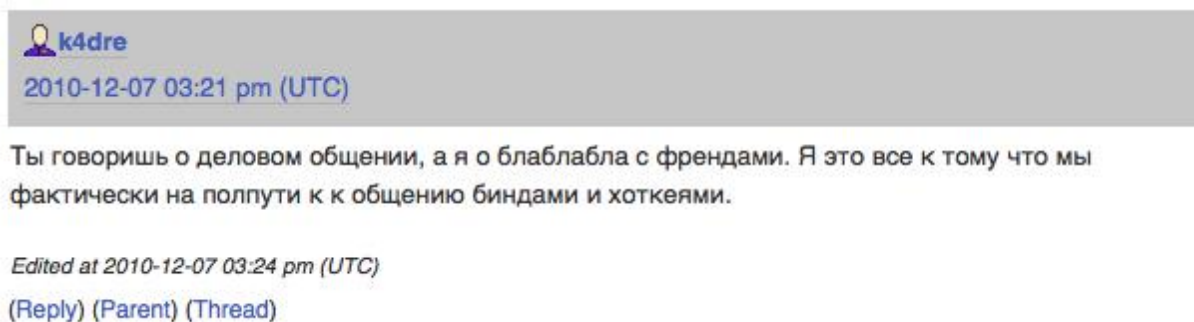 k4dre
2010-12-07 03:21 pm (UTC)
Ты говоришь о деловом общении, а я о блаблабла с френдами. Я это все к тому что мы
фактически на полпути к к общению биндами и хоткеями.
Edited at 2010-12-07 03:24 pm (UTC)
(Reply) (Parent) (Thread)